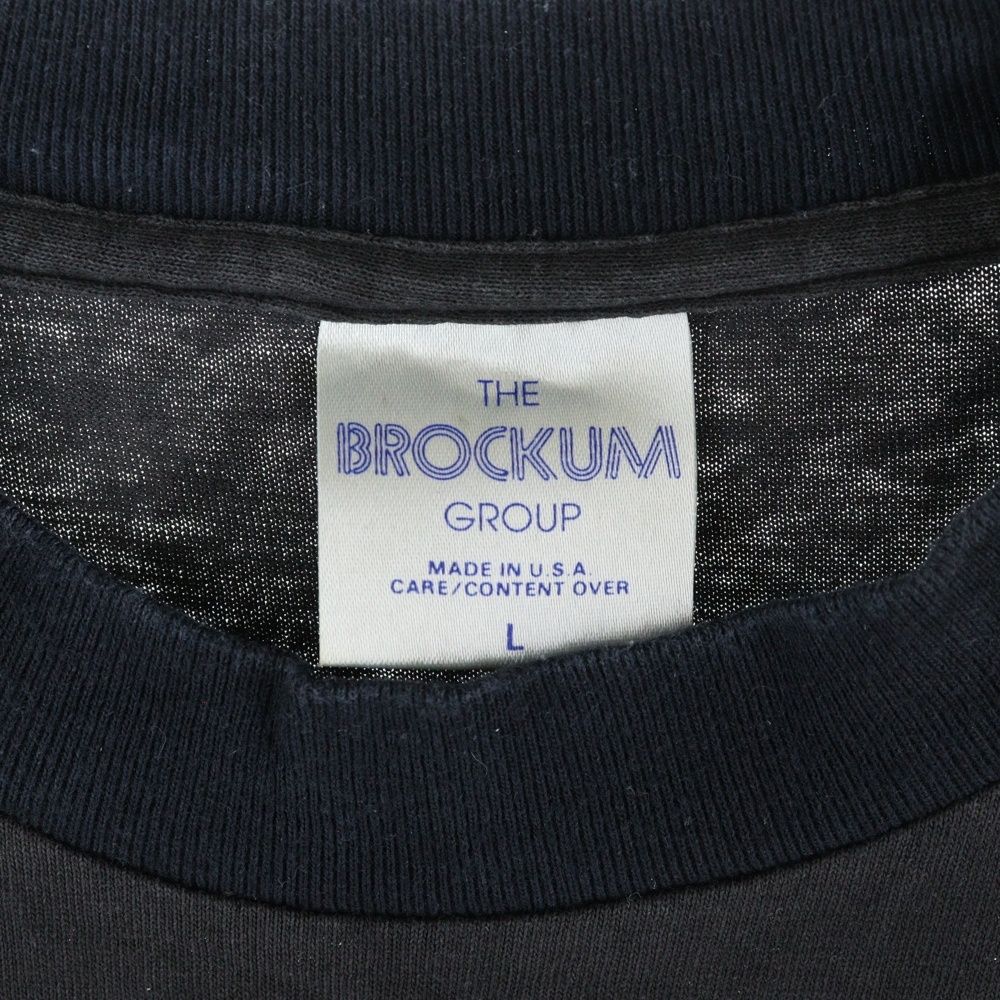 THE
BROCKUM
GROUP
MADE IN U.S.A.
CARE/CONTENT OVER
L